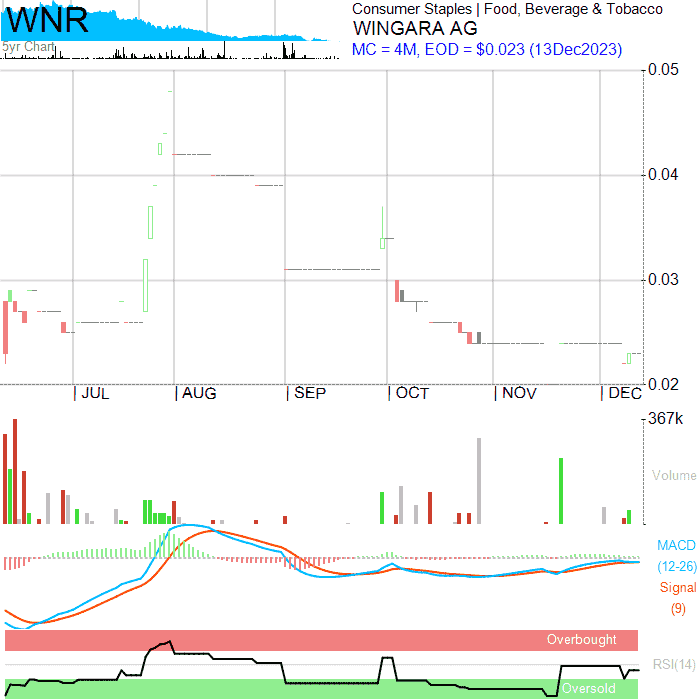 WNR
5yr Chart
Consumer Staples | Food, Beverage & Tobacco
WINGARA AG
MC = 4M, EOD = $0.023 (13Dec2023)
0.05
0.04
0.03
0.02
JUL AUG SEP OCT NOV DEC
367k
Volume
MACD
(12-26)
Signal
(9)
Overbought
RSI(14)
Oversold